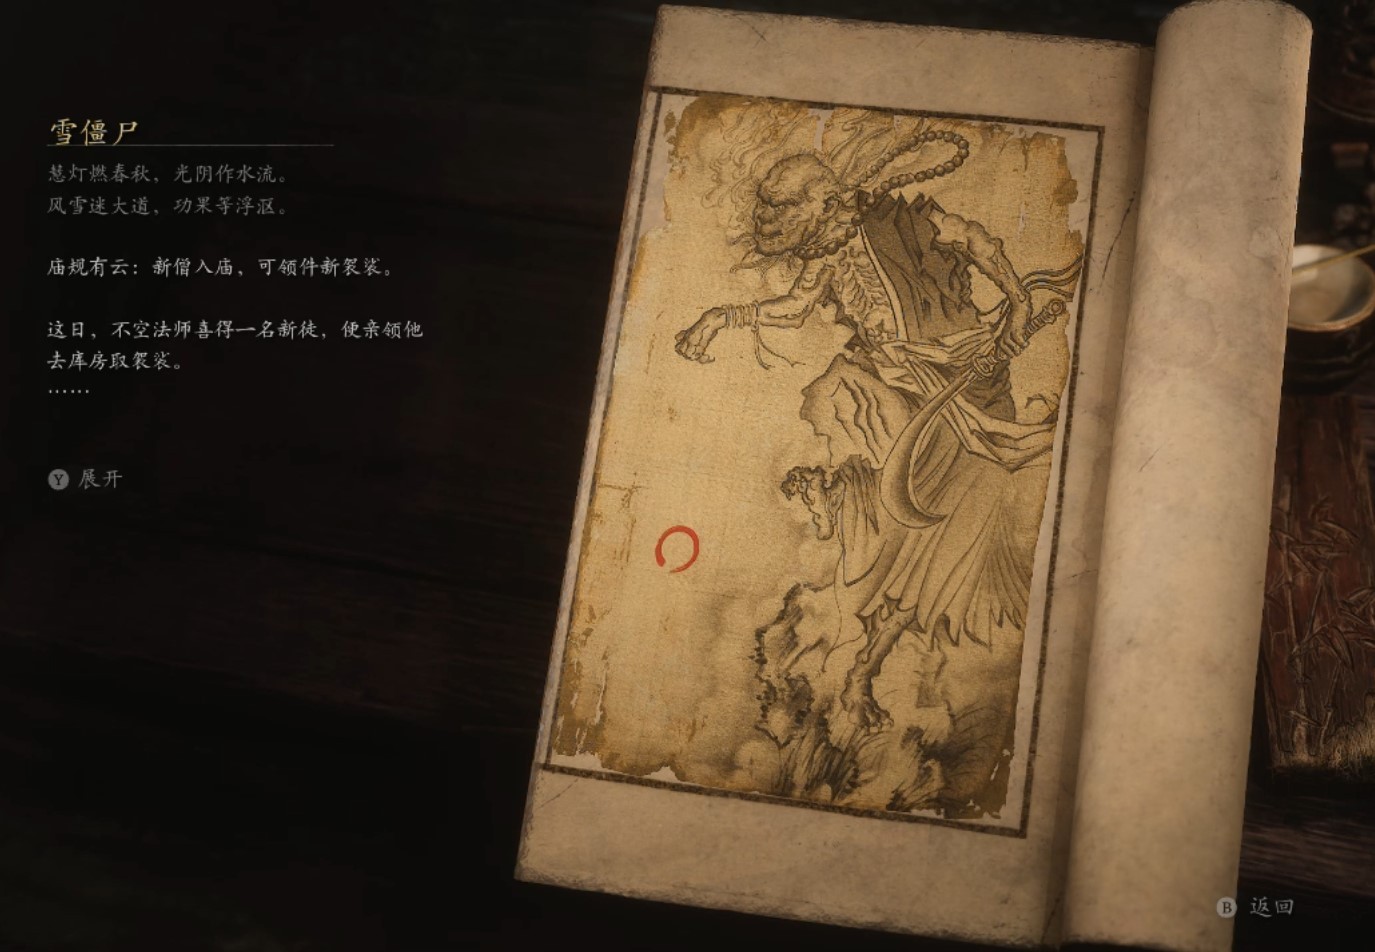 雪僵尸
慧灯燃春秋，光阴作水流。
风雪迷大道，功果等浮沤。
庙规有云：新僧入庙，可领件新袈裟。
这日，不空法师喜得一名新徒，便亲领他
去库房取袈裟。
……
Y 展开
B 返回